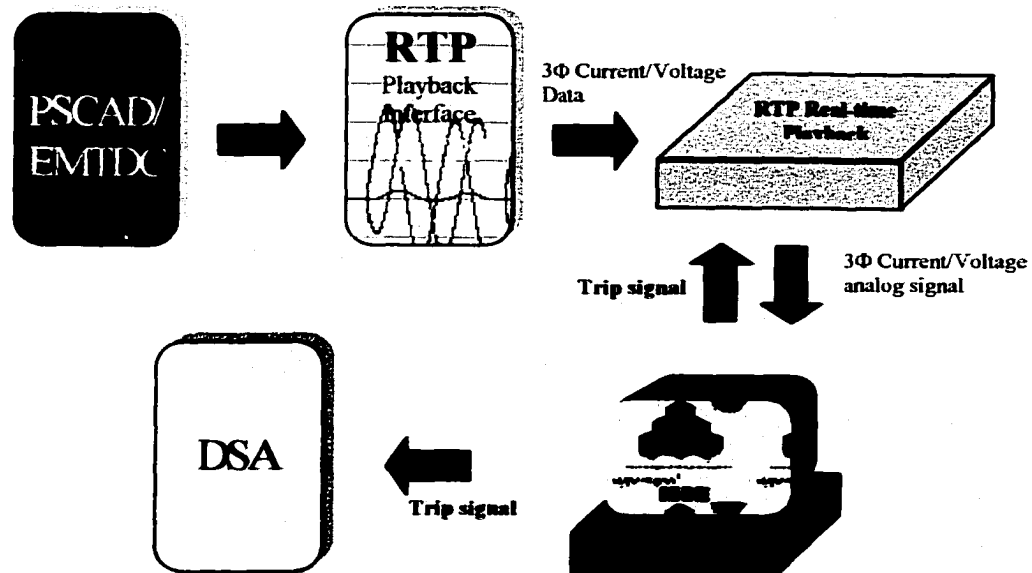 PSCAD/
EMTDC
RTP
Playback
Interface
3Φ Current/Voltage
Data
RTP Real-time
Playback
Trip signal
3Φ Current/Voltage
analog signal
DSA
Trip signal